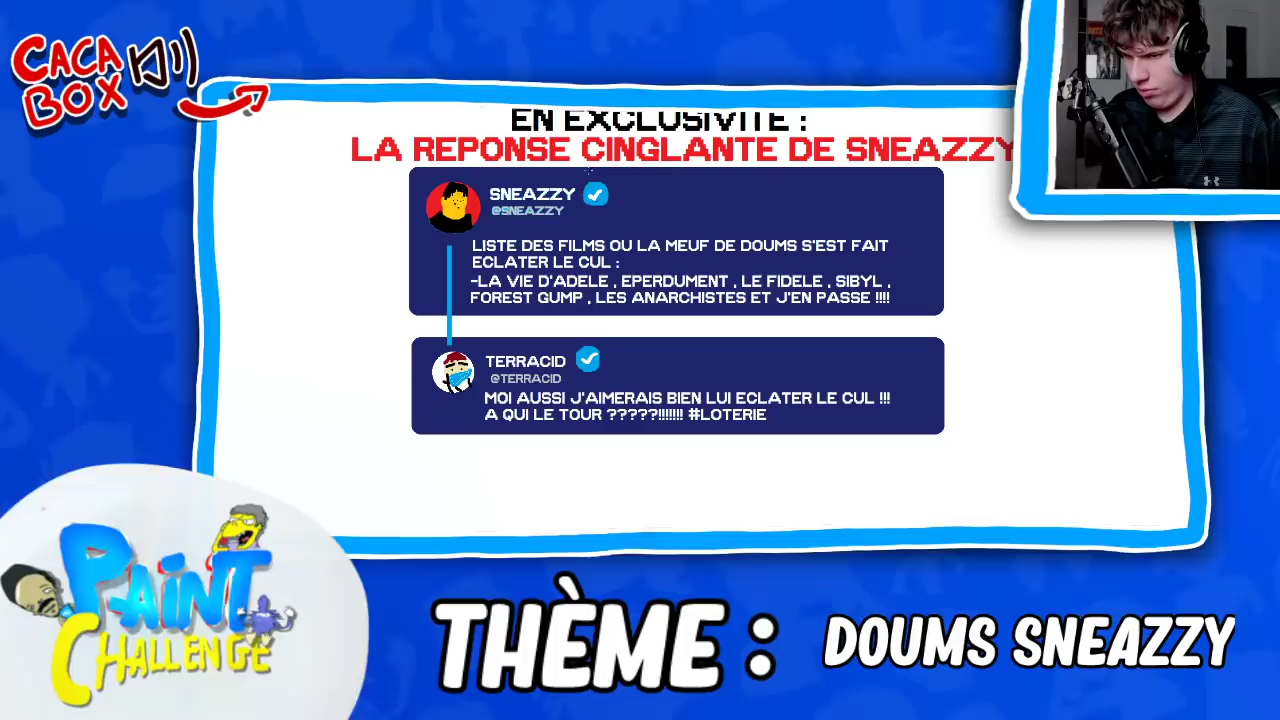 CACA
BOX
EN EXCLUSIVITE :
LA REPONSE CINGLANTE DE SNEAZZY
SNEAZZY
@SNEAZZY
LISTE DES FILMS OU LA MEUF DE DOUMS S'EST FAIT
ECLATER LE CUL :
-LA VIE D'ADELE , EPERDUMENT , LE FIDELE , SIBYL ,
FOREST GUMP , LES ANARCHISTES ET J'EN PASSE !!!!
TERRACID
@TERRACID
MOI AUSSI J'AIMERAIS BIEN LUI ECLATER LE CUL !!!
A QUI LE TOUR ?????!!!!!!! #LOTERIE
PAINT
CHALLENGE
THÈME :
DOUMS SNEAZZY